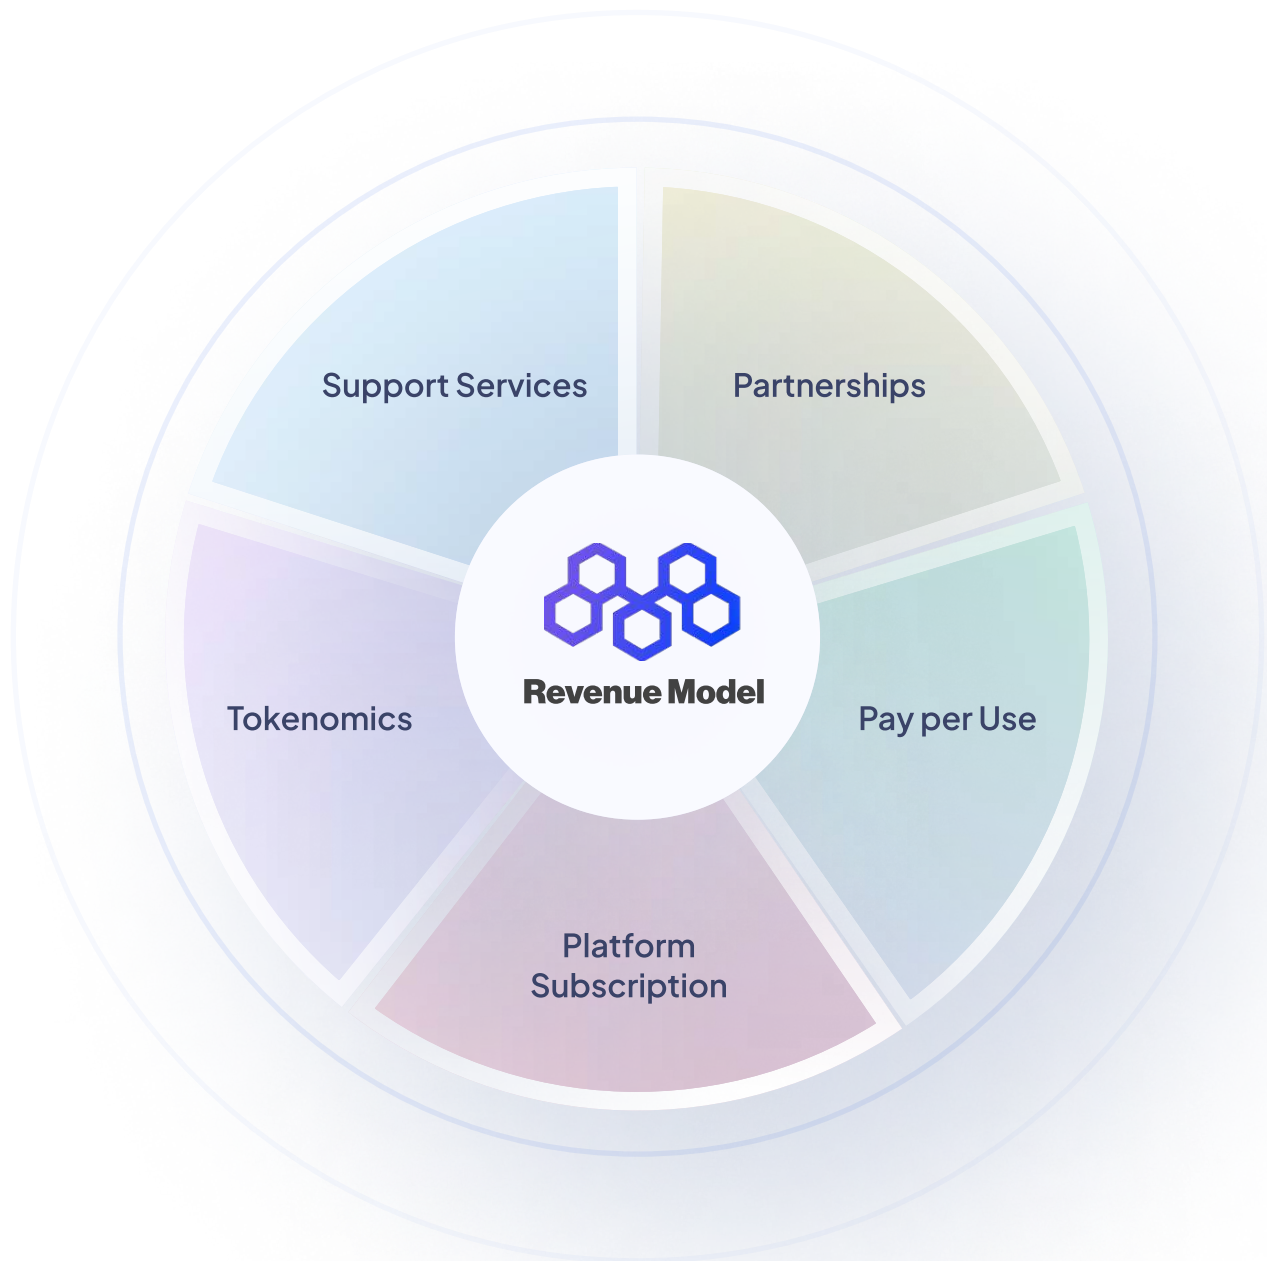 Support Services
Partnerships
Revenue Model
Tokenomics
Pay per Use
Platform
Subscription